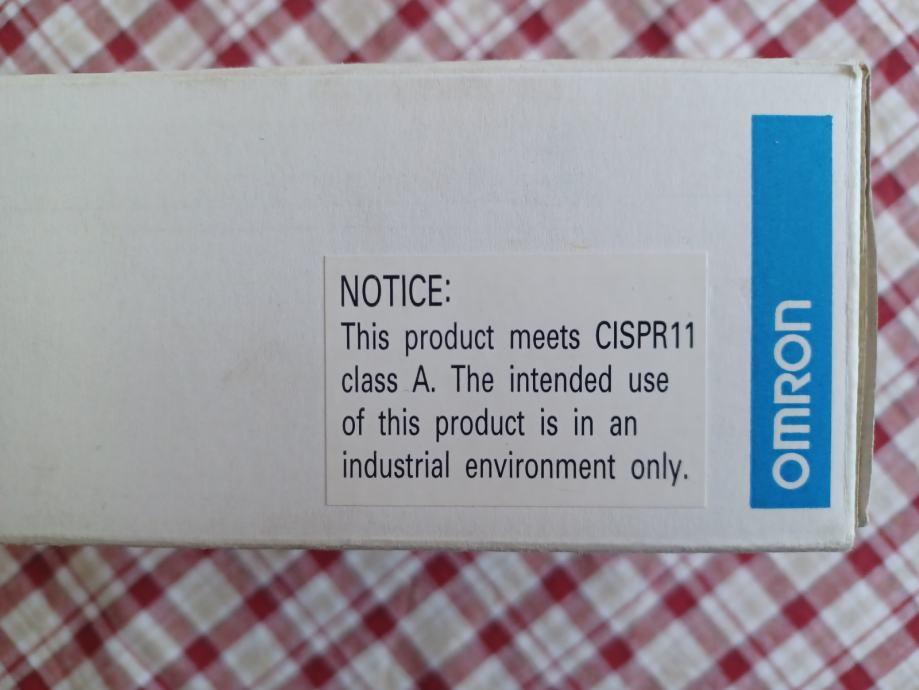 NOTICE:
This product meets CISPR11
class A. The intended use
of this product is in an
industrial environment only.
OMRON